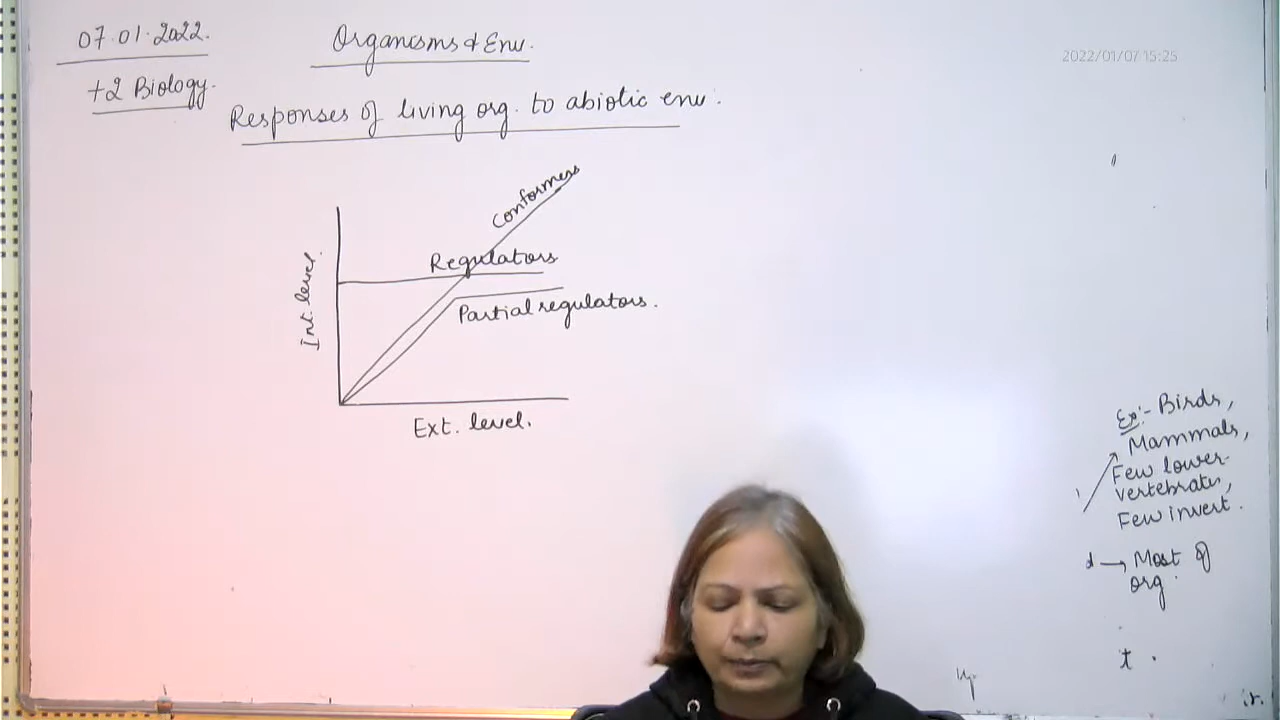 07.01.2022.
Organisms & Env.
2022/01/07 15:25
+2 Biology.
Responses of living org. to abiotic env.
Conformers
Regulators
Partial regulators.
Int. level.
Ext. level.
Ex:- Birds,
Mammals,
Few lower
vertebrates,
Few invert.
d → Most of
org.
t.